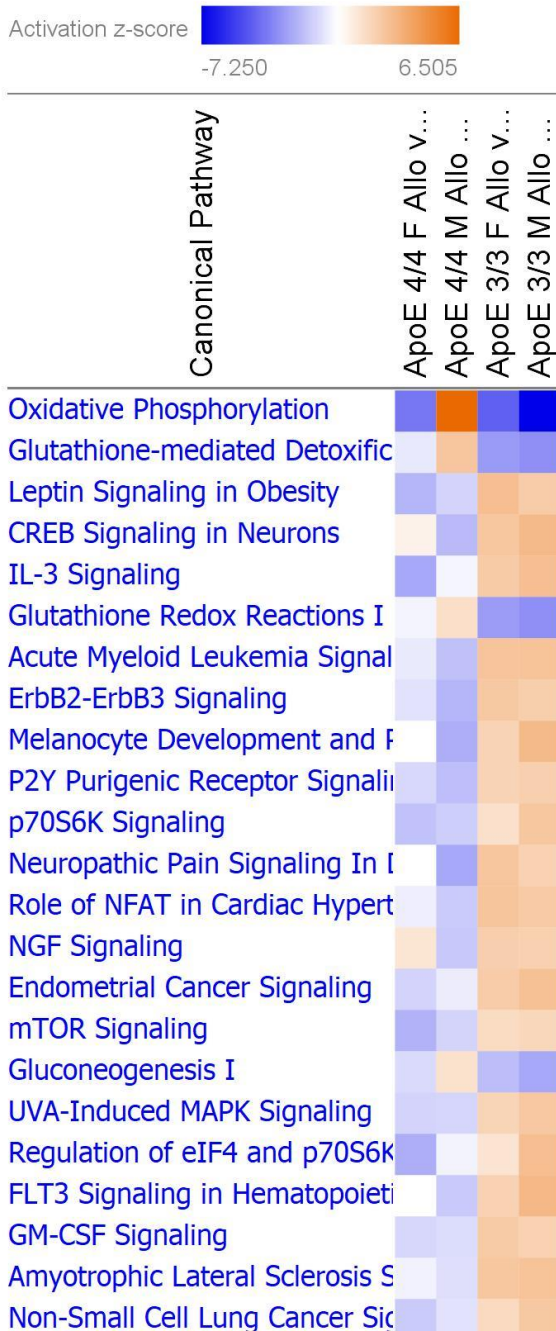 Activation z-score
-7.250 6.505
Canonical Pathway
ApoE 4/4 F Allo v...
ApoE 4/4 M Allo ...
ApoE 3/3 F Allo v...
ApoE 3/3 M Allo ...
Oxidative Phosphorylation
Glutathione-mediated Detoxific
Leptin Signaling in Obesity
CREB Signaling in Neurons
IL-3 Signaling
Glutathione Redox Reactions I
Acute Myeloid Leukemia Signal
ErbB2-ErbB3 Signaling
Melanocyte Development and P
P2Y Purigenic Receptor Signalin
p70S6K Signaling
Neuropathic Pain Signaling In D
Role of NFAT in Cardiac Hypert
NGF Signaling
Endometrial Cancer Signaling
mTOR Signaling
Gluconeogenesis I
UVA-Induced MAPK Signaling
Regulation of eIF4 and p70S6K
FLT3 Signaling in Hematopoieti
GM-CSF Signaling
Amyotrophic Lateral Sclerosis S
Non-Small Cell Lung Cancer Sig